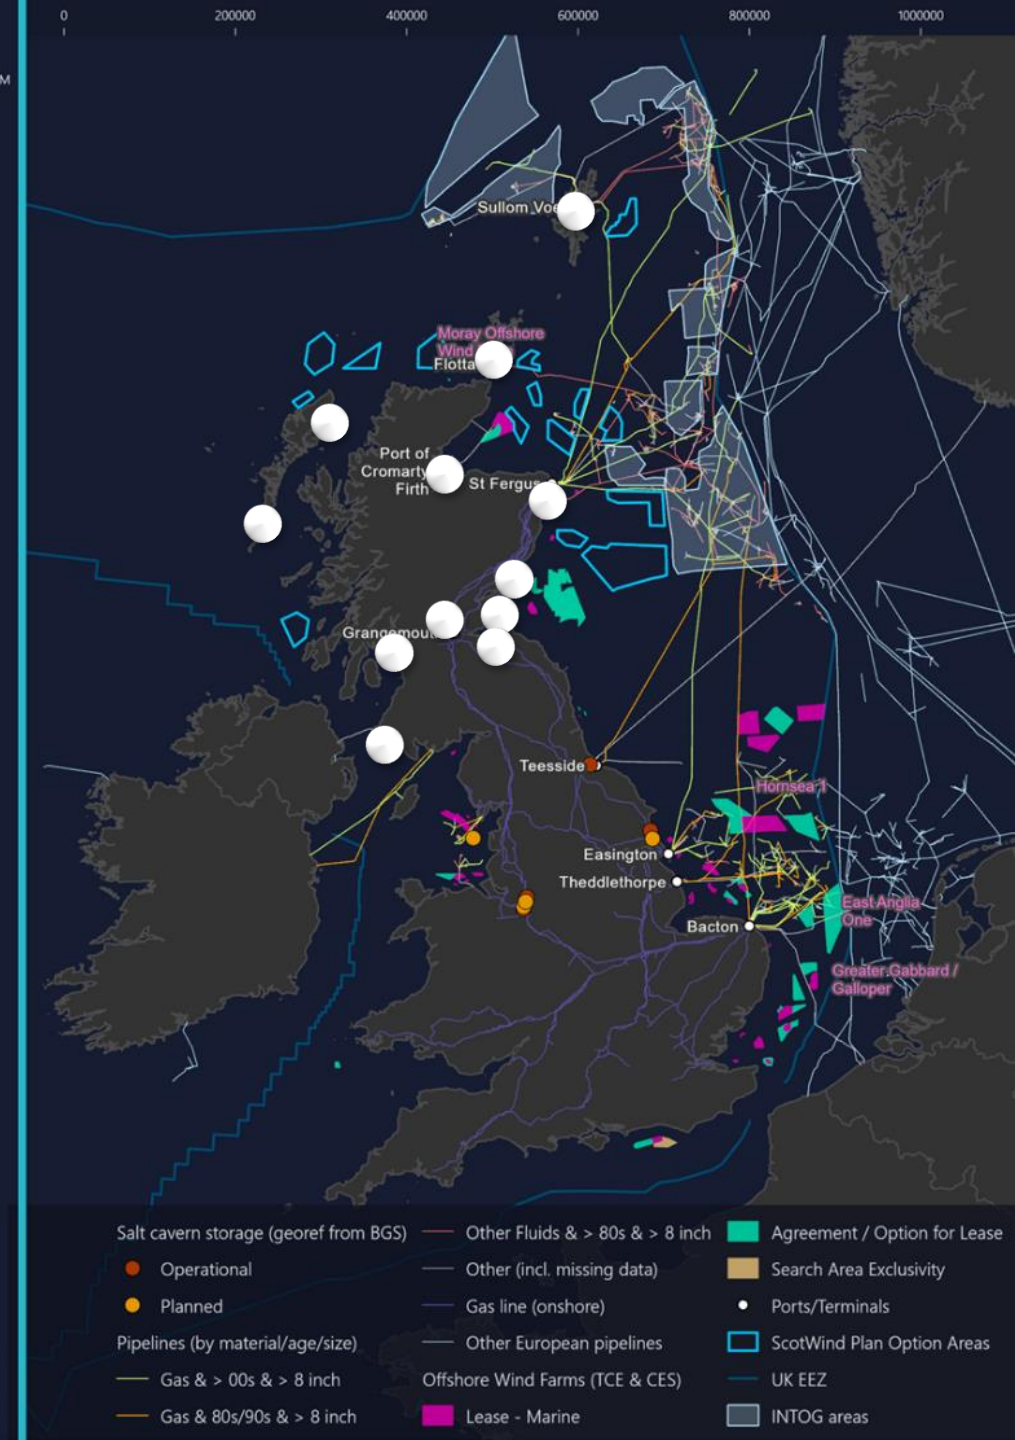 0 200000 400000 600000 800000 1000000
M
Sullom Voe
Moray Offshore
Wind
Flotta
Port of
Cromarty
Firth
St Fergus
Grangemout
Teesside
Hornsea 1
Easington
Theddlethorpe
East Anglia
One
Bacton
Greater Gabbard /
Galloper
Salt cavern storage (georef from BGS)
Operational
Planned
Pipelines (by material/age/size)
Gas & > 00s & > 8 inch
Gas & 80s/90s & > 8 inch
Other Fluids & > 80s & > 8 inch
Other (incl. missing data)
Gas line (onshore)
Other European pipelines
Offshore Wind Farms (TCE & CES)
Lease - Marine
Agreement / Option for Lease
Search Area Exclusivity
Ports/Terminals
ScotWind Plan Option Areas
UK EEZ
INTOG areas